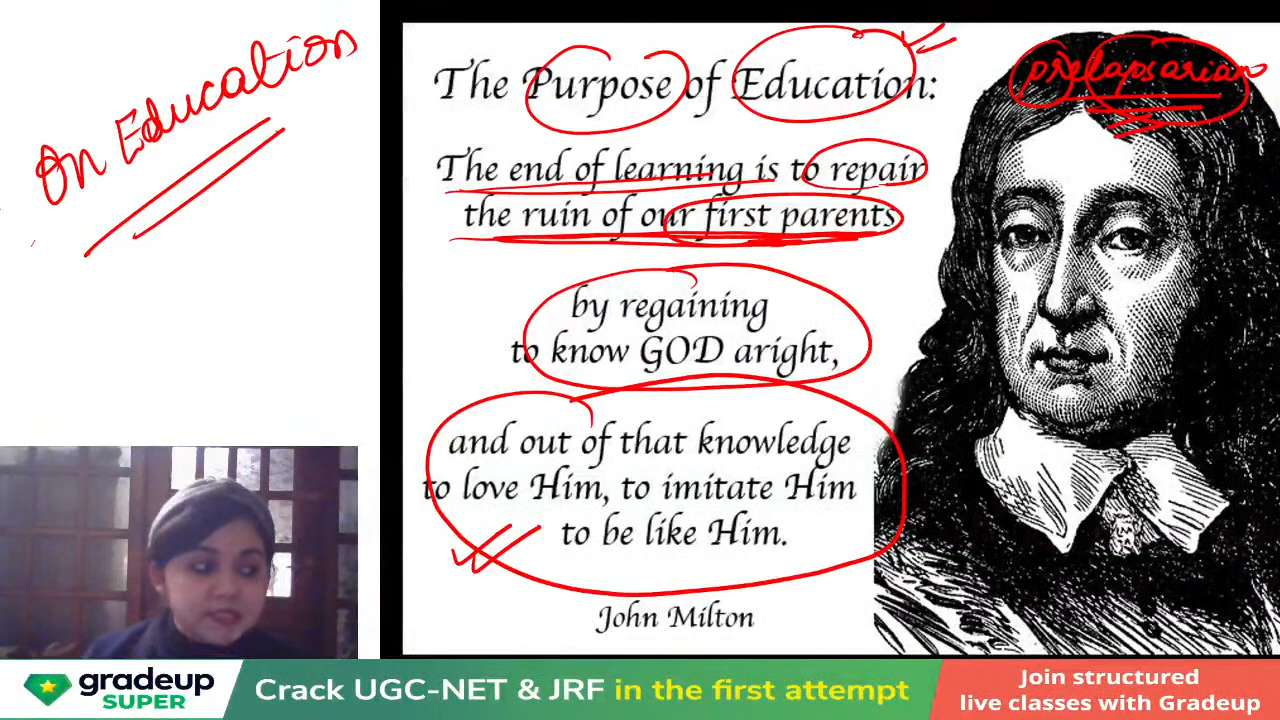 On Education
The Purpose of Education:
prelapsarian
The end of learning is to repair
the ruin of our first parents
by regaining
to know GOD aright,
and out of that knowledge
to love Him, to imitate Him
to be like Him.
John Milton
gradeup
SUPER
Crack UGC-NET & JRF in the first attempt
Join structured
live classes with Gradeup